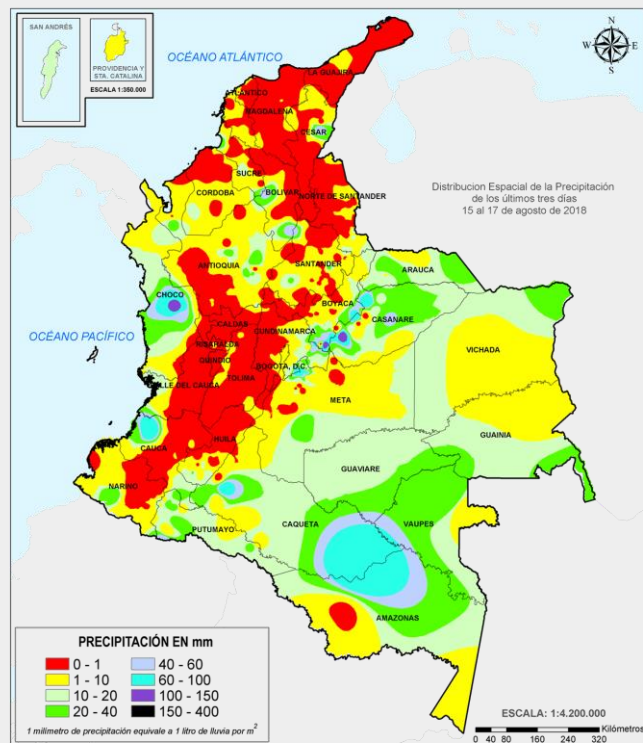 SAN ANDRÉS
PROVIDENCIA Y
STA. CATALINA
ESCALA 1:350.000
OCÉANO ATLÁNTICO
N
W E
S
LA GUAJIRA
ATLÁNTICO
MAGDALENA
CESAR
SUCRE
CORDOBA
BOLIVAR
NORTE DE SANTANDER
Distribucion Espacial de la Precipitación
de los últimos tres días
15 al 17 de agosto de 2018
ANTIOQUIA
SANTANDER
ARAUCA
CHOCO
BOYACA
CASANARE
OCÉANO PACÍFICO
CALDAS
CUNDINAMARCA
RISARALDA
VICHADA
QUINDIO
BOGOTA, D.C.
VALLE DEL CAUCA
TOLIMA
META
GUAINIA
CAUCA
HUILA
GUAVIARE
NARIÑO
CAQUETA
VAUPES
PUTUMAYO
AMAZONAS
PRECIPITACIÓN EN mm
0 - 1 40 - 60
1 - 10 60 - 100
10 - 20 100 - 150
20 - 40 150 - 400
1 milimetro de precipitación equivale a 1 litro de lluvia por m²
ESCALA: 1:4.200.000
Kilómetros
0 40 80 160 240 320